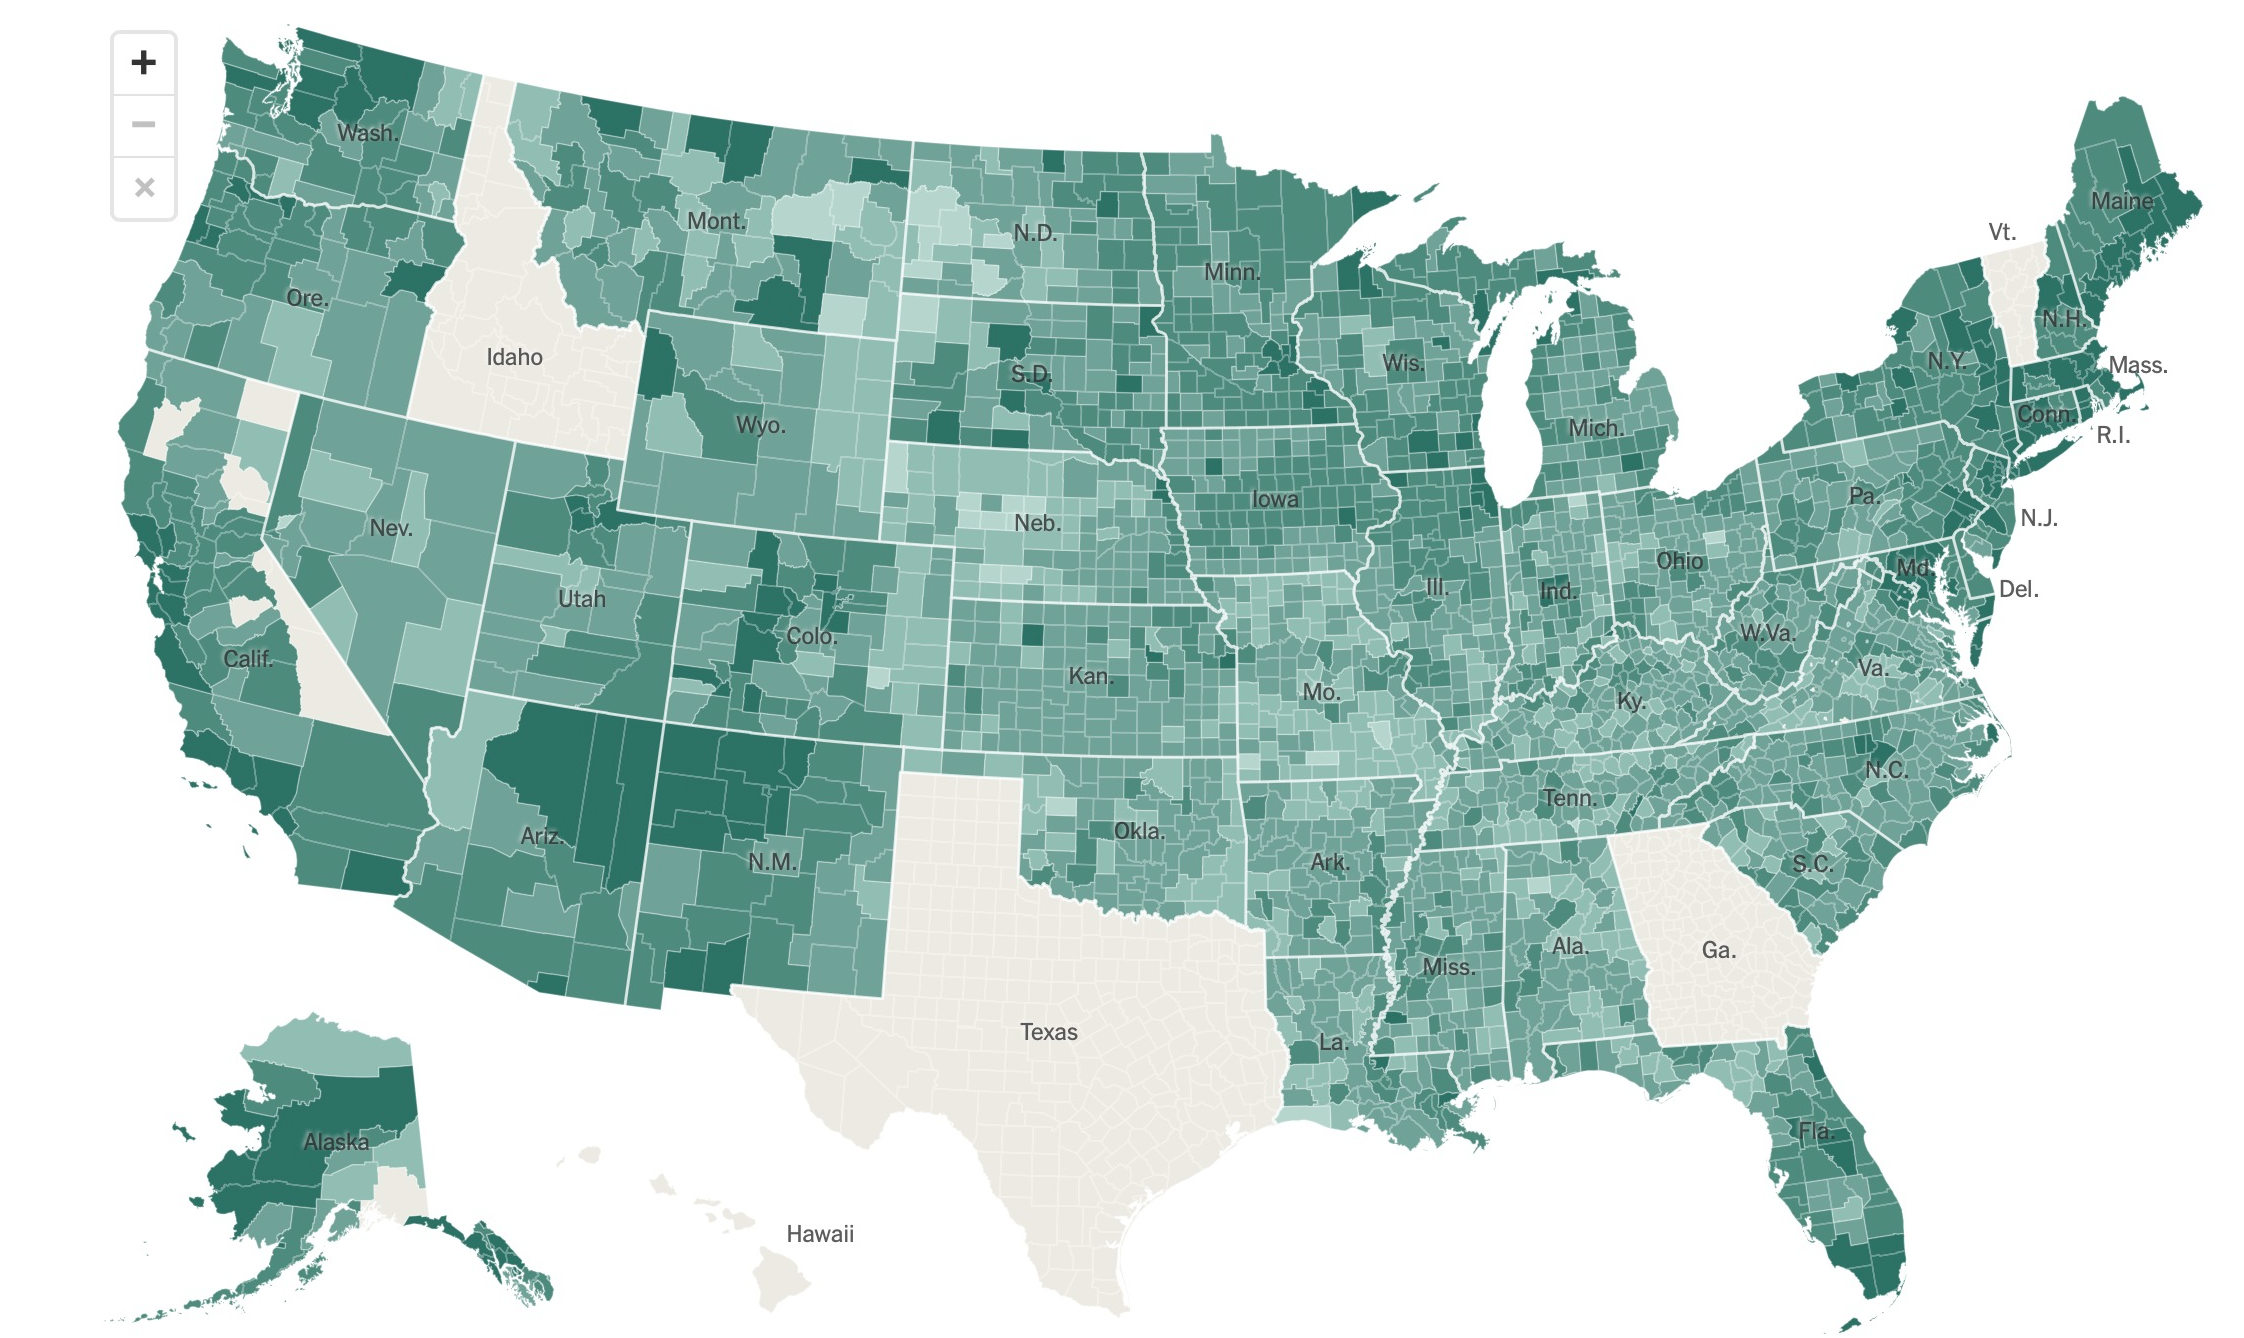 +
−
×
Wash.
Mont.
N.D.
Minn.
Maine
Vt.
Ore.
Idaho
S.D.
Wis.
N.H.
N.Y.
Mass.
Wyo.
Mich.
Conn.
R.I.
Nev.
Neb.
Iowa
Pa.
N.J.
Utah
Colo.
Ill.
Ind.
Ohio
Md.
Del.
Calif.
Kan.
Mo.
Ky.
W.Va.
Va.
Ariz.
N.M.
Okla.
Ark.
Tenn.
N.C.
S.C.
Texas
La.
Miss.
Ala.
Ga.
Fla.
Alaska
Hawaii